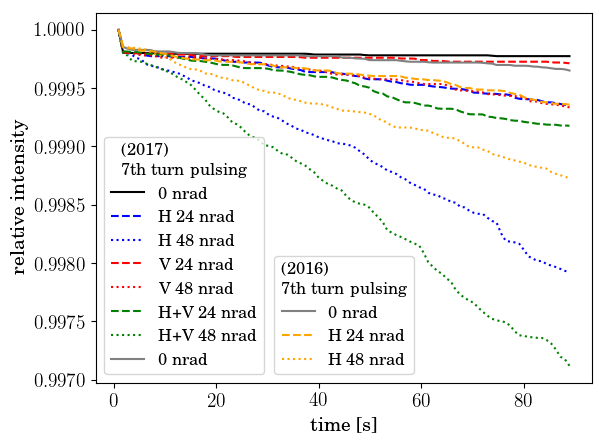 1.0000
0.9995
0.9990
0.9985
0.9980
0.9975
0.9970
relative intensity
(2017)
7th turn pulsing
0 nrad
H 24 nrad
H 48 nrad
V 24 nrad
V 48 nrad
H+V 24 nrad
H+V 48 nrad
0 nrad
(2016)
7th turn pulsing
0 nrad
H 24 nrad
H 48 nrad
0 20 40 60 80
time [s]